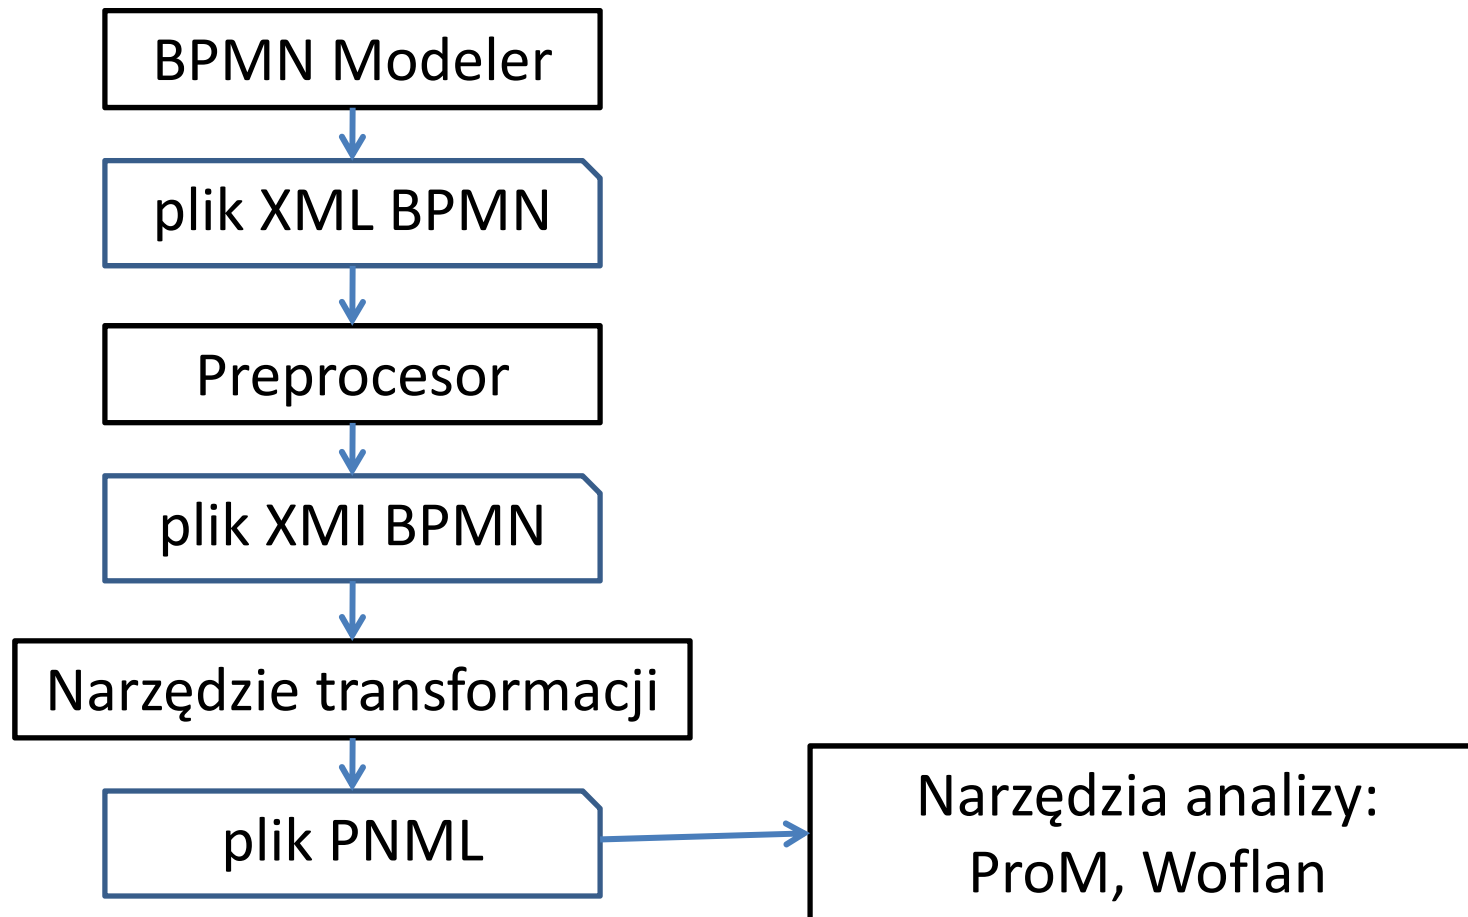 BPMN Modeler
plik XML BPMN
Preprocesor
plik XMI BPMN
Narzędzie transformacji
plik PNML
Narzędzia analizy:
ProM, Woflan